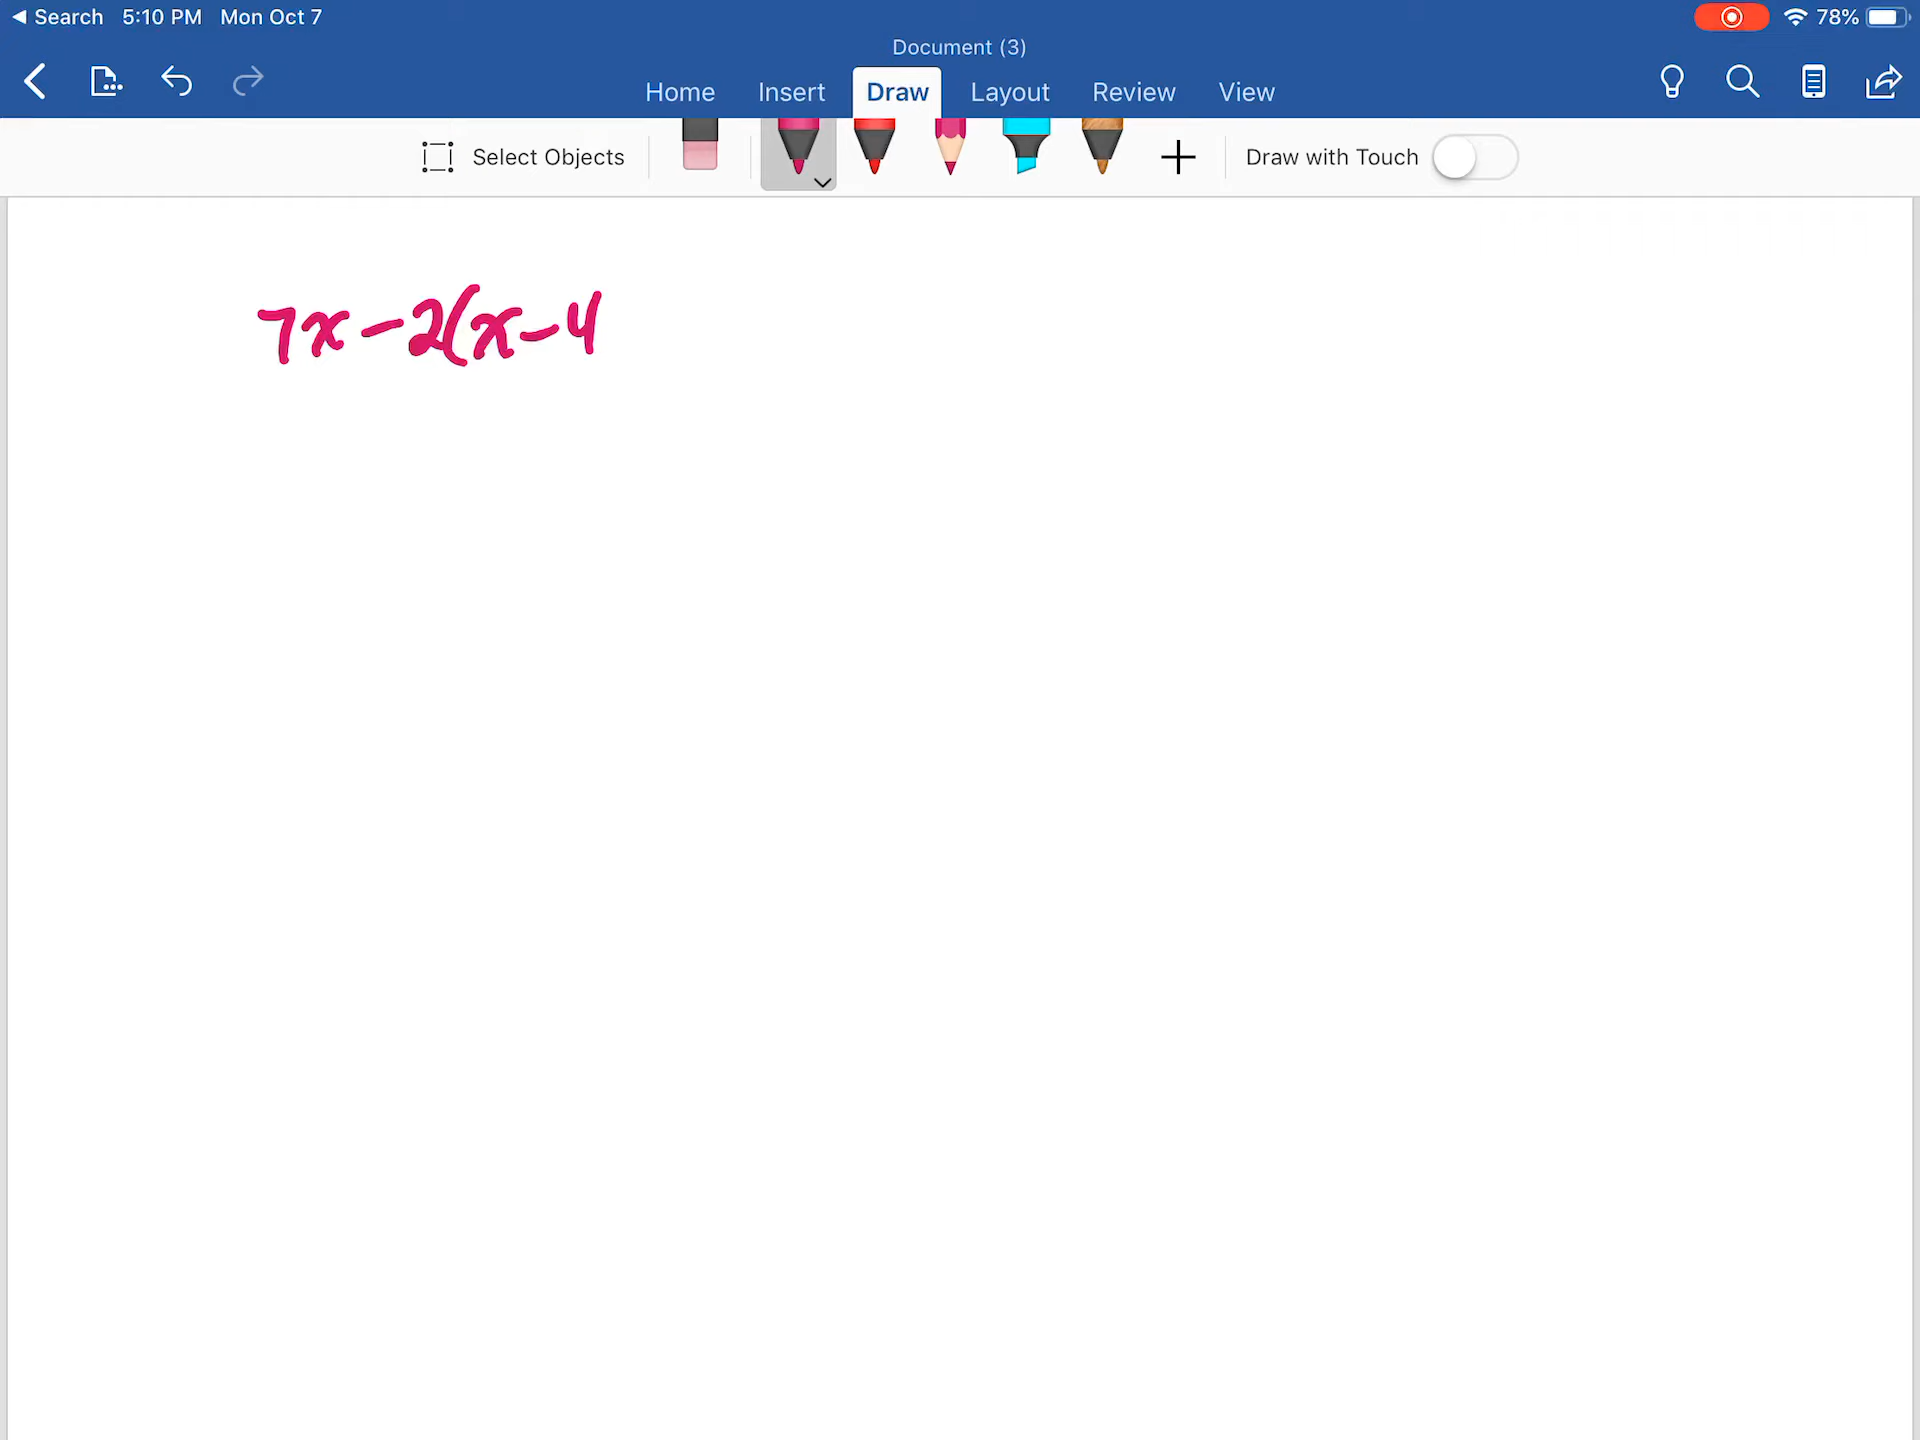 Search 5:10 PM Mon Oct 7 78%
Document (3)
Home Insert Draw Layout Review View
Select Objects Draw with Touch
7x-2(x-4